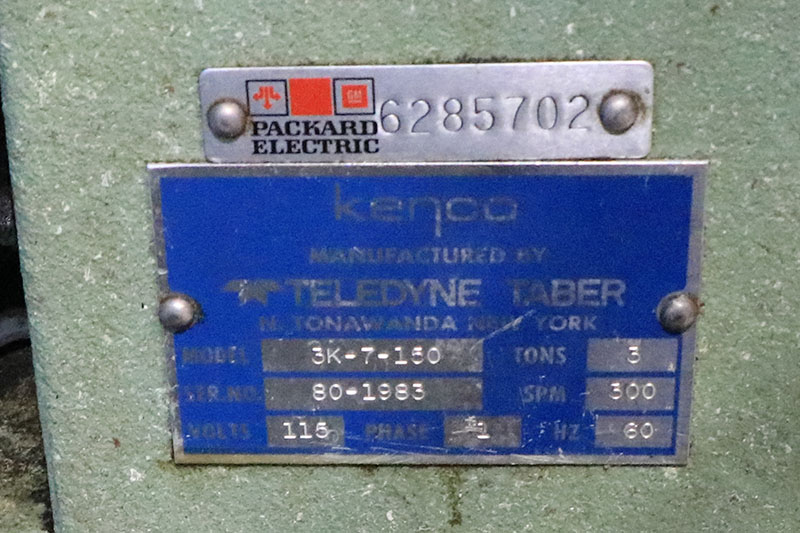 GM
PACKARD
ELECTRIC
6285702
kenco
MANUFACTURED BY
TELEDYNE TABER
N. TONAWANDA NEW YORK
MODEL 3K-7-150 TONS 3
SER.NO. 80-1983 SPM 300
VOLTS 115 PHASE 1 HZ 60